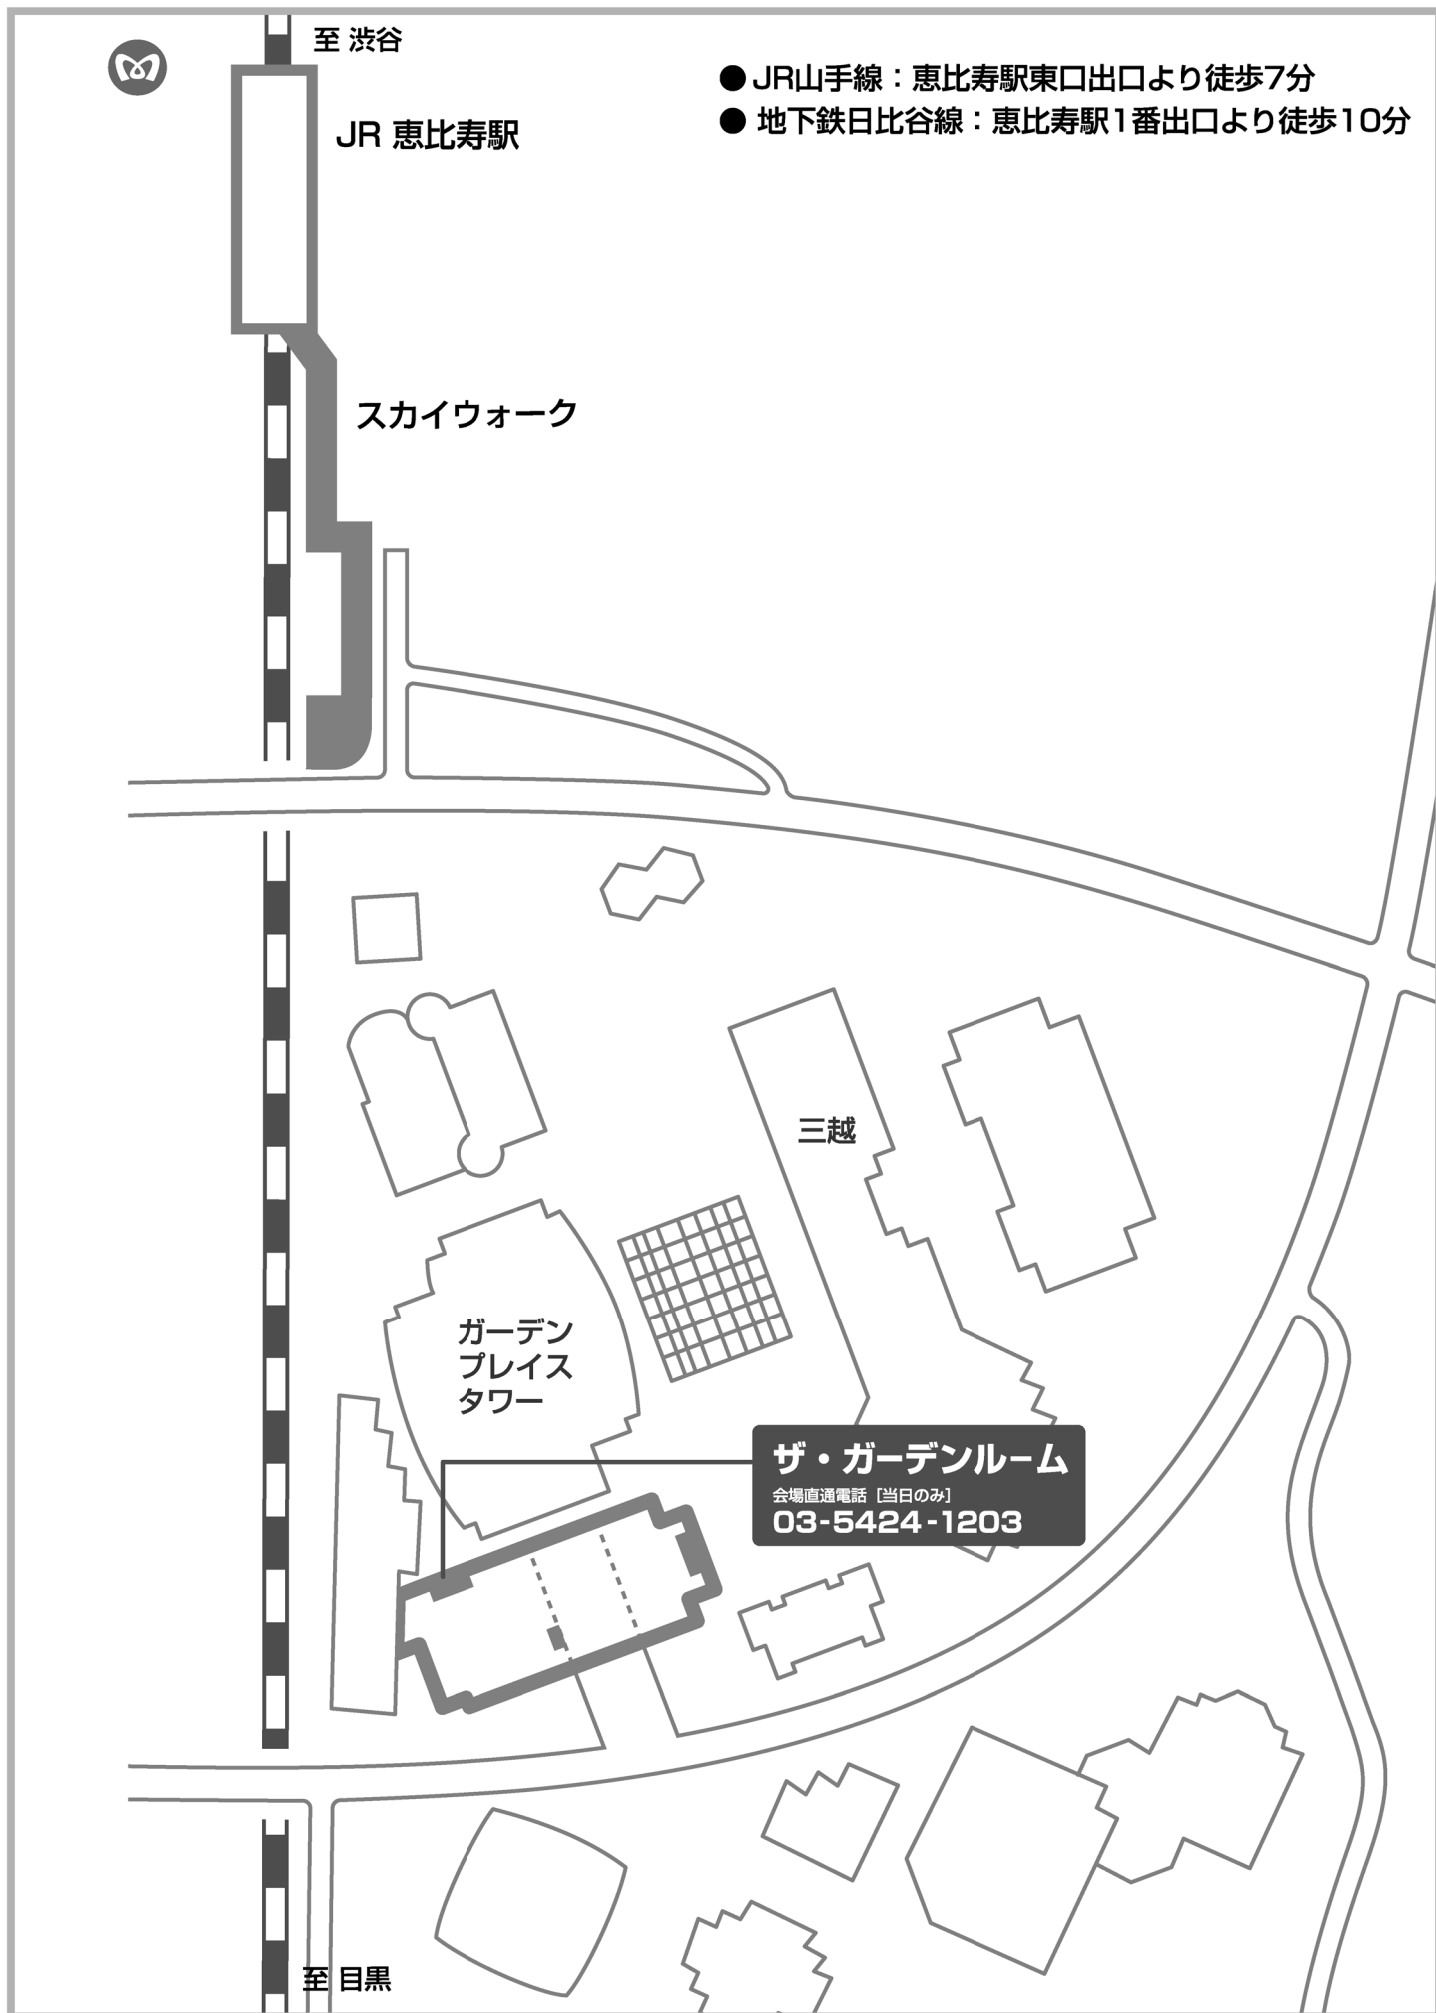 至 渋谷
● JR山手線：恵比寿駅東口出口より徒歩7分
● 地下鉄日比谷線：恵比寿駅1番出口より徒歩10分
JR 恵比寿駅
スカイウォーク
三越
ガーデン
プレイス
タワー
ザ・ガーデンルーム
会場直通電話［当日のみ］
03-5424-1203
至 目黒